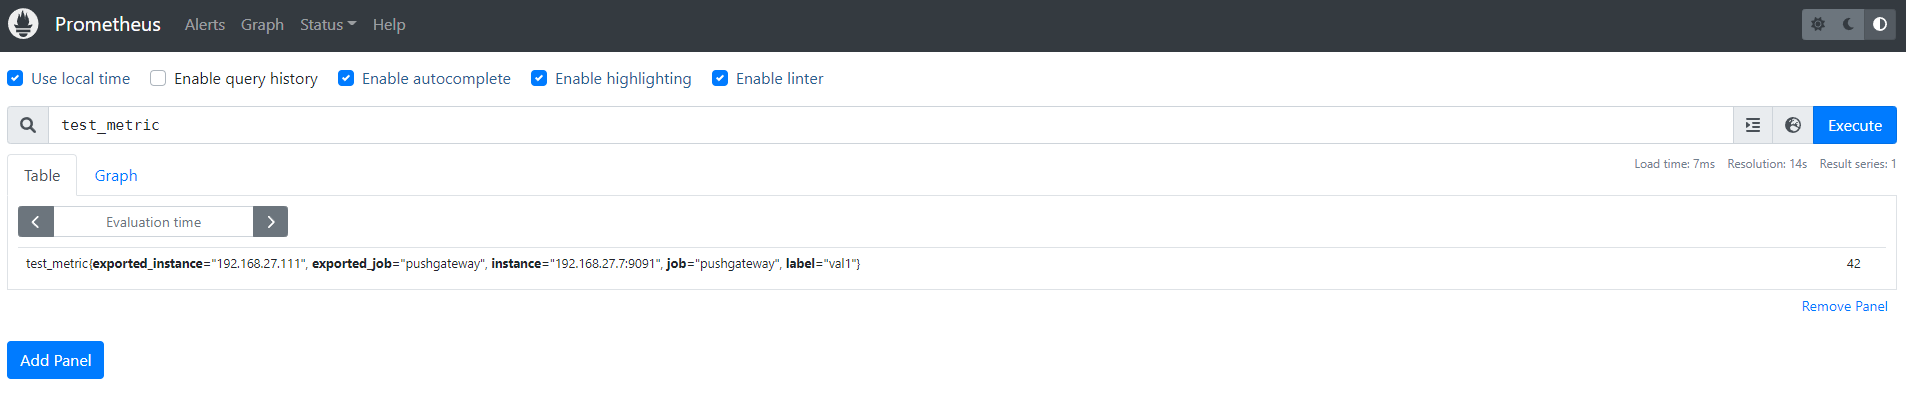 Prometheus Alerts Graph Status Help
Use local time Enable query history Enable autocomplete Enable highlighting Enable linter
test_metric Execute
Table Graph Load time: 7ms Resolution: 14s Result series: 1
Evaluation time
test_metric{exported_instance="192.168.27.111", exported_job="pushgateway", instance="192.168.27.7:9091", job="pushgateway", label="val1"} 42
Remove Panel
Add Panel